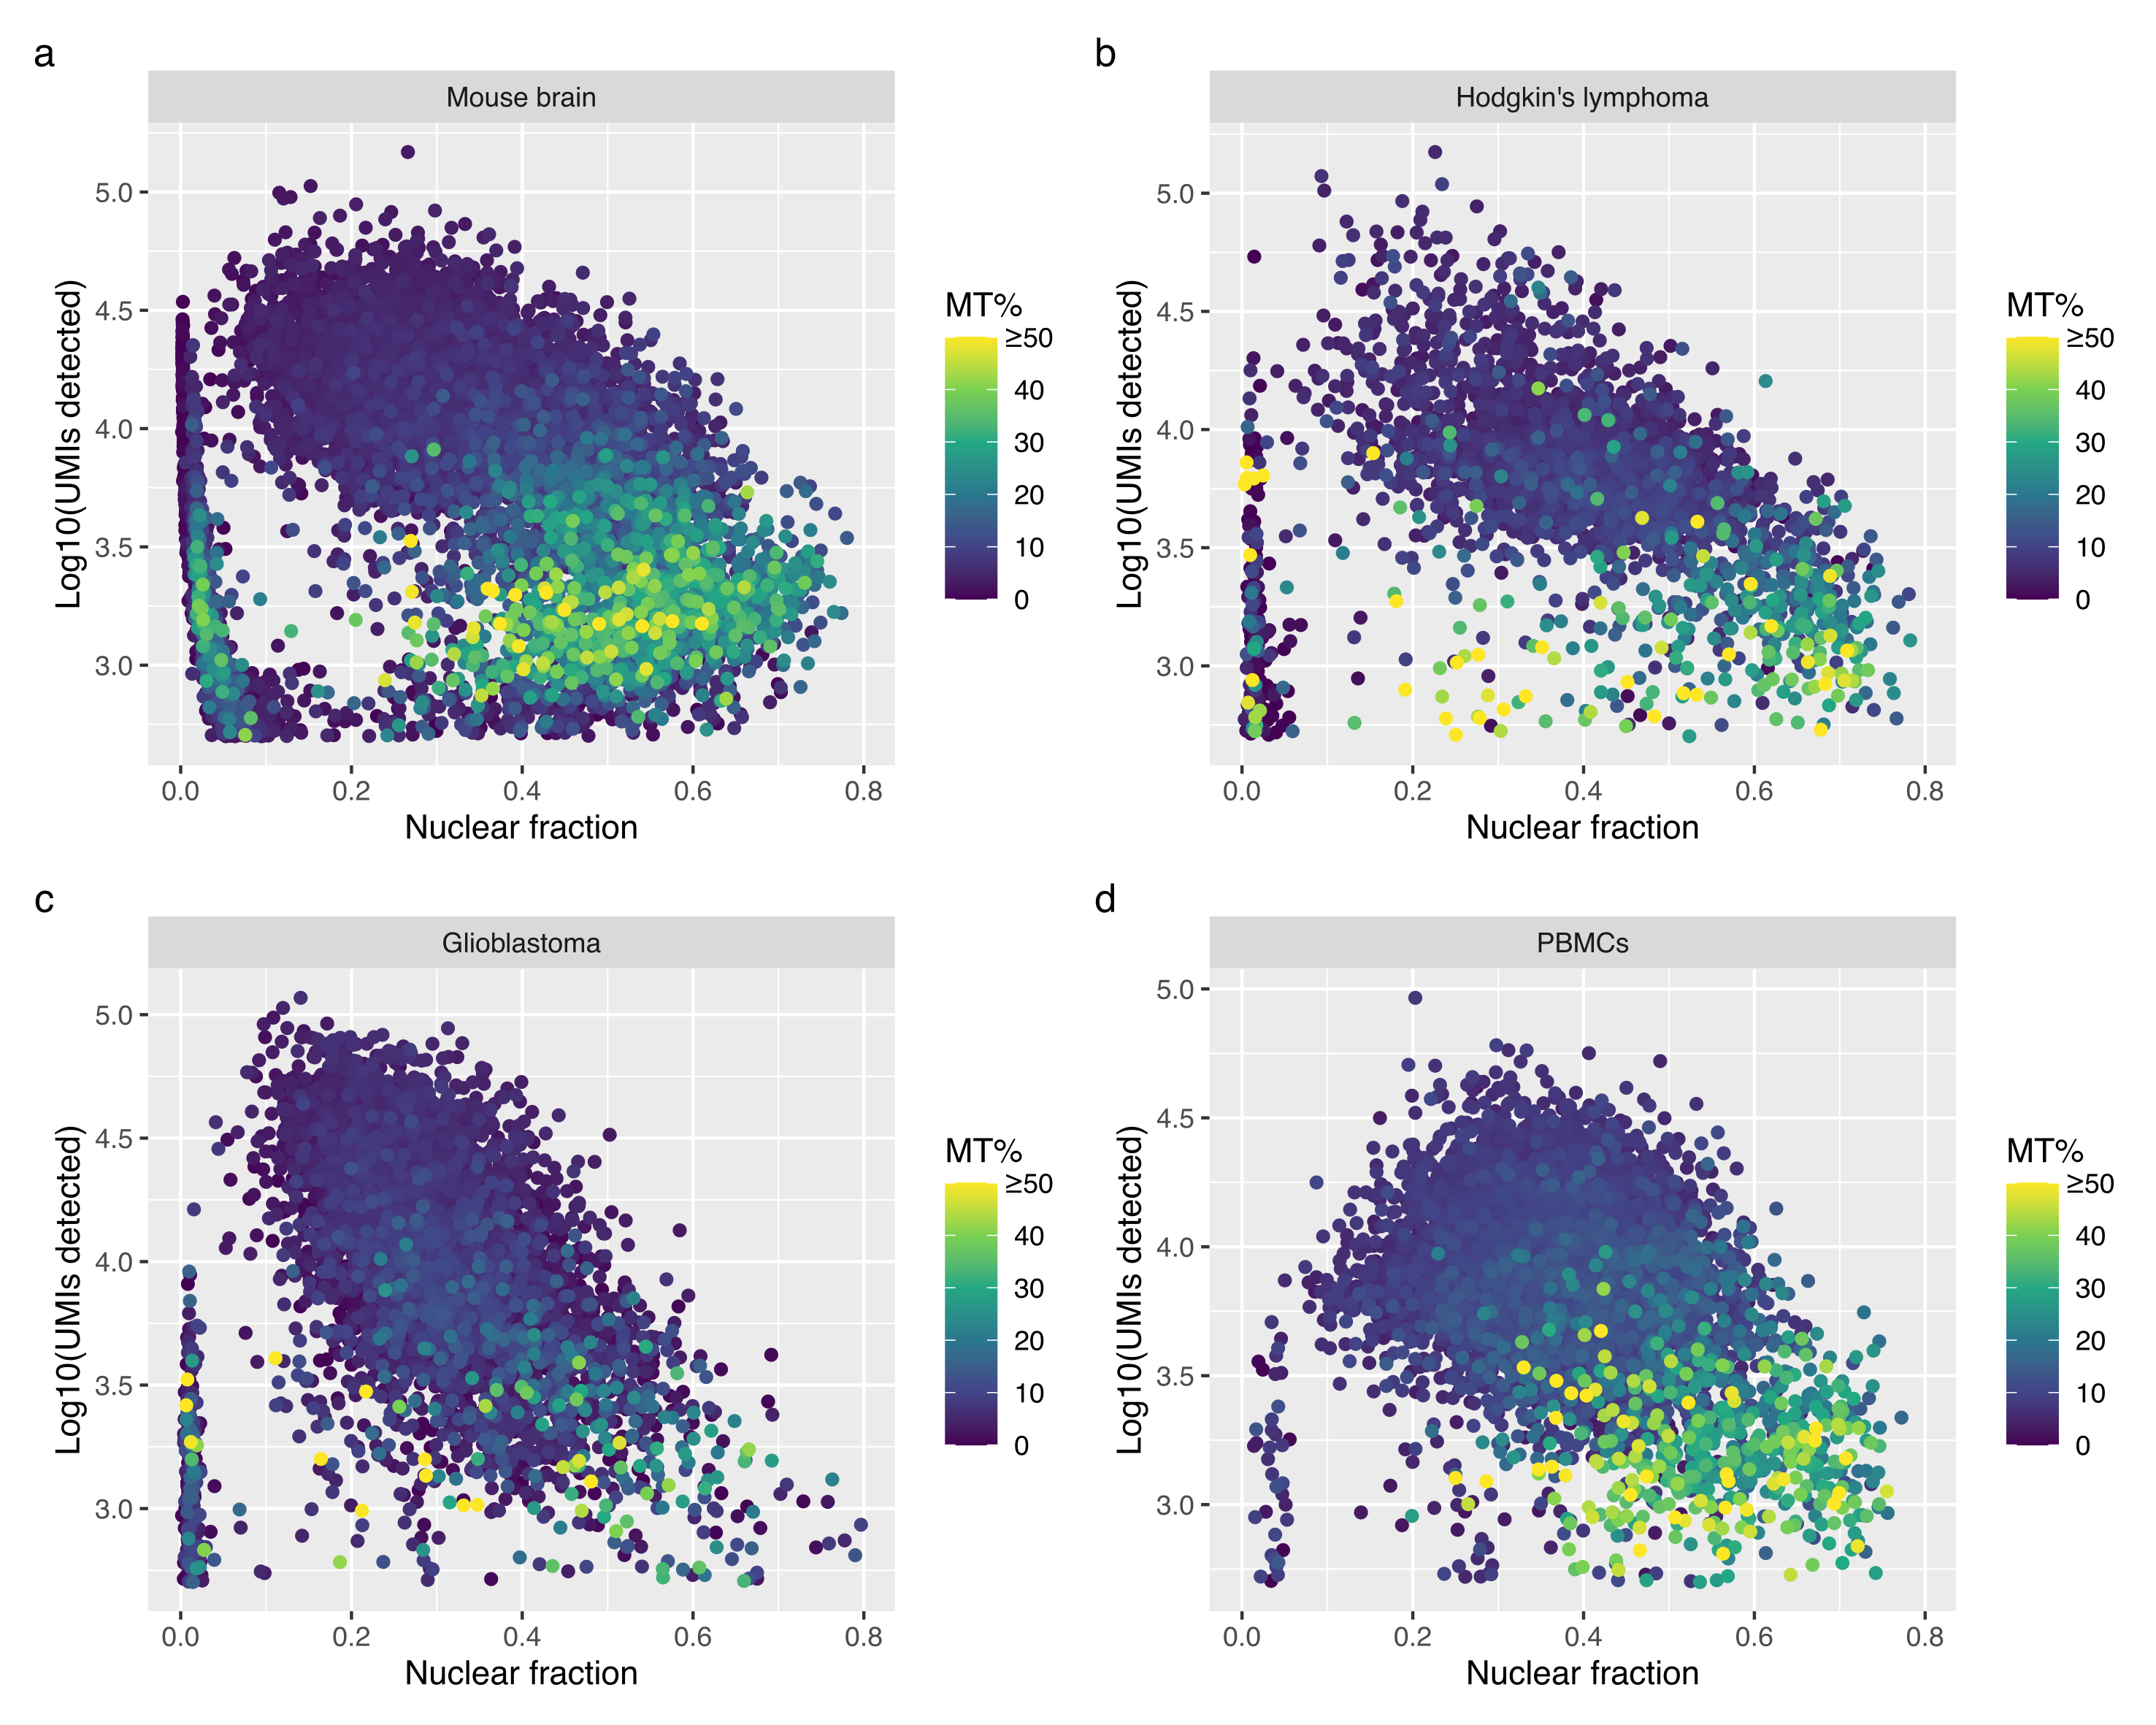 a
Mouse brain
5.0
4.5
4.0
3.5
3.0
Log10(UMIs detected)
0.0 0.2 0.4 0.6 0.8
Nuclear fraction
MT%
≥50
40
30
20
10
0
b
Hodgkin's lymphoma
5.0
4.5
4.0
3.5
3.0
Log10(UMIs detected)
0.0 0.2 0.4 0.6 0.8
Nuclear fraction
MT%
≥50
40
30
20
10
0
c
Glioblastoma
5.0
4.5
4.0
3.5
3.0
Log10(UMIs detected)
0.0 0.2 0.4 0.6 0.8
Nuclear fraction
MT%
≥50
40
30
20
10
0
d
PBMCs
5.0
4.5
4.0
3.5
3.0
Log10(UMIs detected)
0.0 0.2 0.4 0.6 0.8
Nuclear fraction
MT%
≥50
40
30
20
10
0